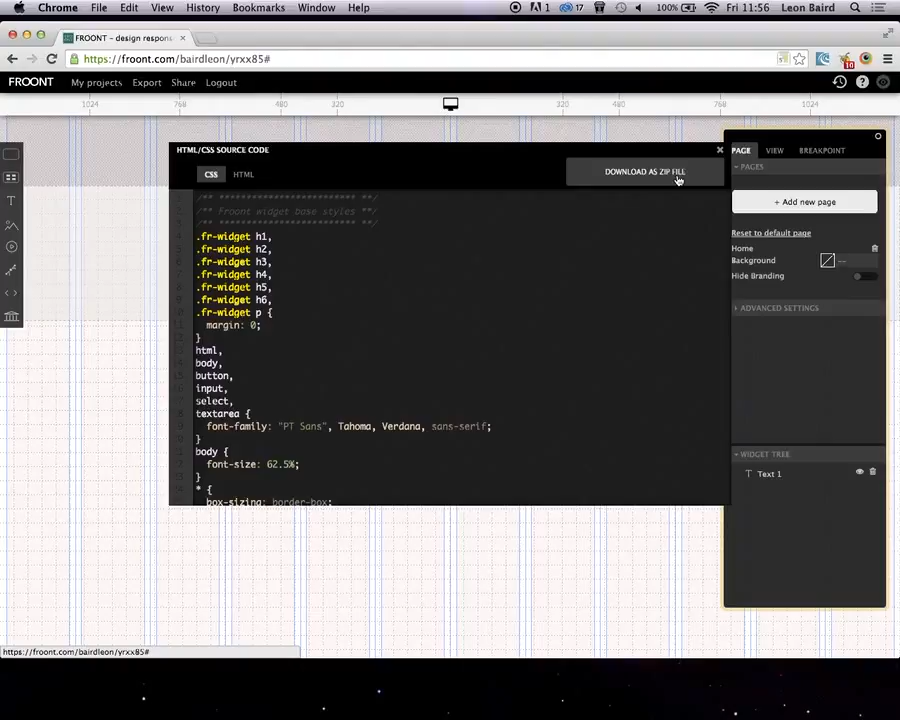 Chrome File Edit View History Bookmarks Window Help 1 17 100% Fri 11:56 Leon Baird
FROONT - design respons
https://froont.com/bairdleon/yrxx85#
10
FROONT My projects Export Share Logout
1024 768 480 320 320 480 768 1024
HTML/CSS SOURCE CODE
CSS HTML
DOWNLOAD AS ZIP FILE
/** ************************* **/
/** Froont widget base styles **/
/** ************************* **/
.fr-widget h1,
.fr-widget h2,
.fr-widget h3,
.fr-widget h4,
.fr-widget h5,
.fr-widget h6,
.fr-widget p {
margin: 0;
}
html,
body,
button,
input,
select,
textarea {
font-family: "PT Sans", Tahoma, Verdana, sans-serif;
}
body {
font-size: 62.5%;
}
* {
box-sizing: border-box;
PAGE VIEW BREAKPOINT
PAGES
+ Add new page
Reset to default page
Home
Background --
Hide Branding
ADVANCED SETTINGS
WIDGET TREE
T Text 1
https://froont.com/bairdleon/yrxx85#